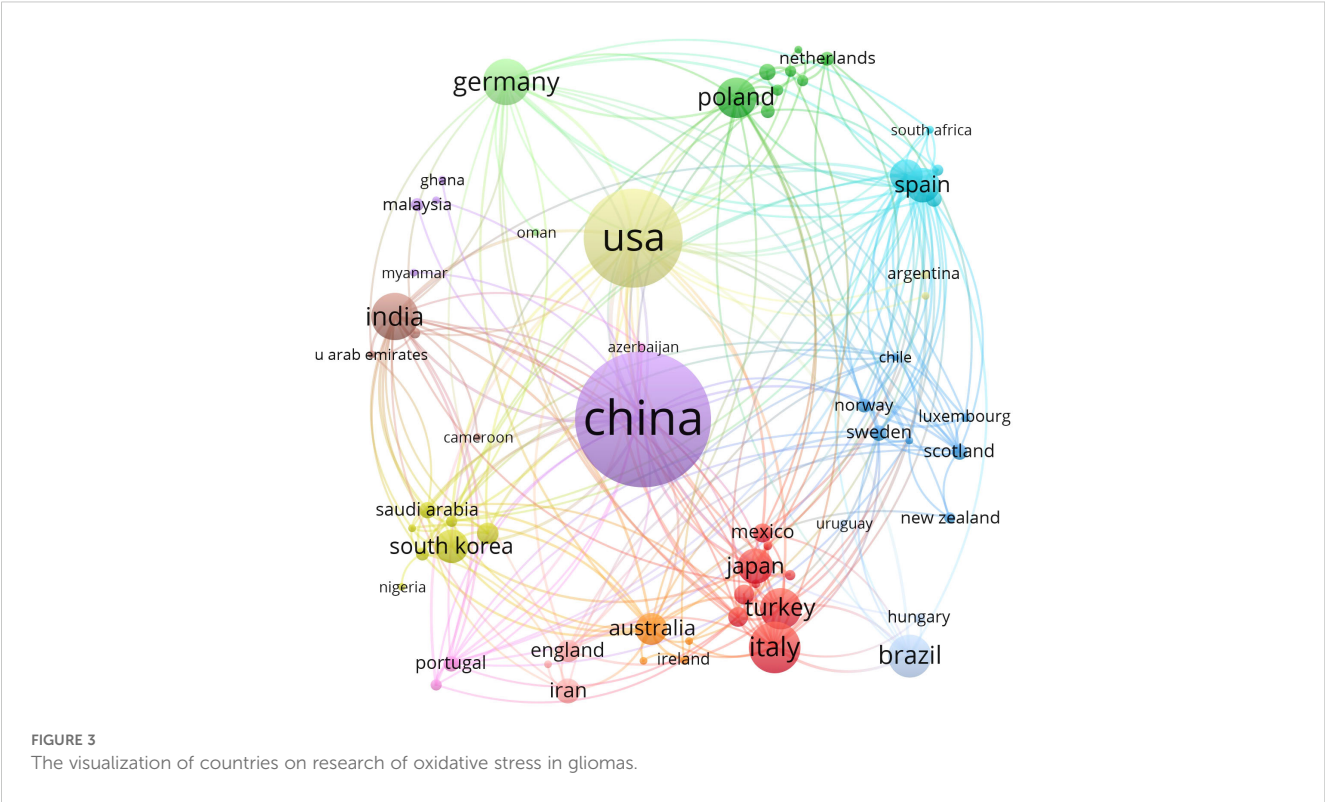 netherlands
germany
poland
south africa
ghana
spain
malaysia
oman
usa
myanmar
argentina
india
azerbaijan
u arab emirates
chile
norway
luxembourg
china
sweden
cameroon
scotland
saudi arabia
new zealand
uruguay
mexico
south korea
japan
nigeria
turkey
hungary
australia
england
italy
brazil
ireland
portugal
iran
FIGURE 3
The visualization of countries on research of oxidative stress in gliomas.